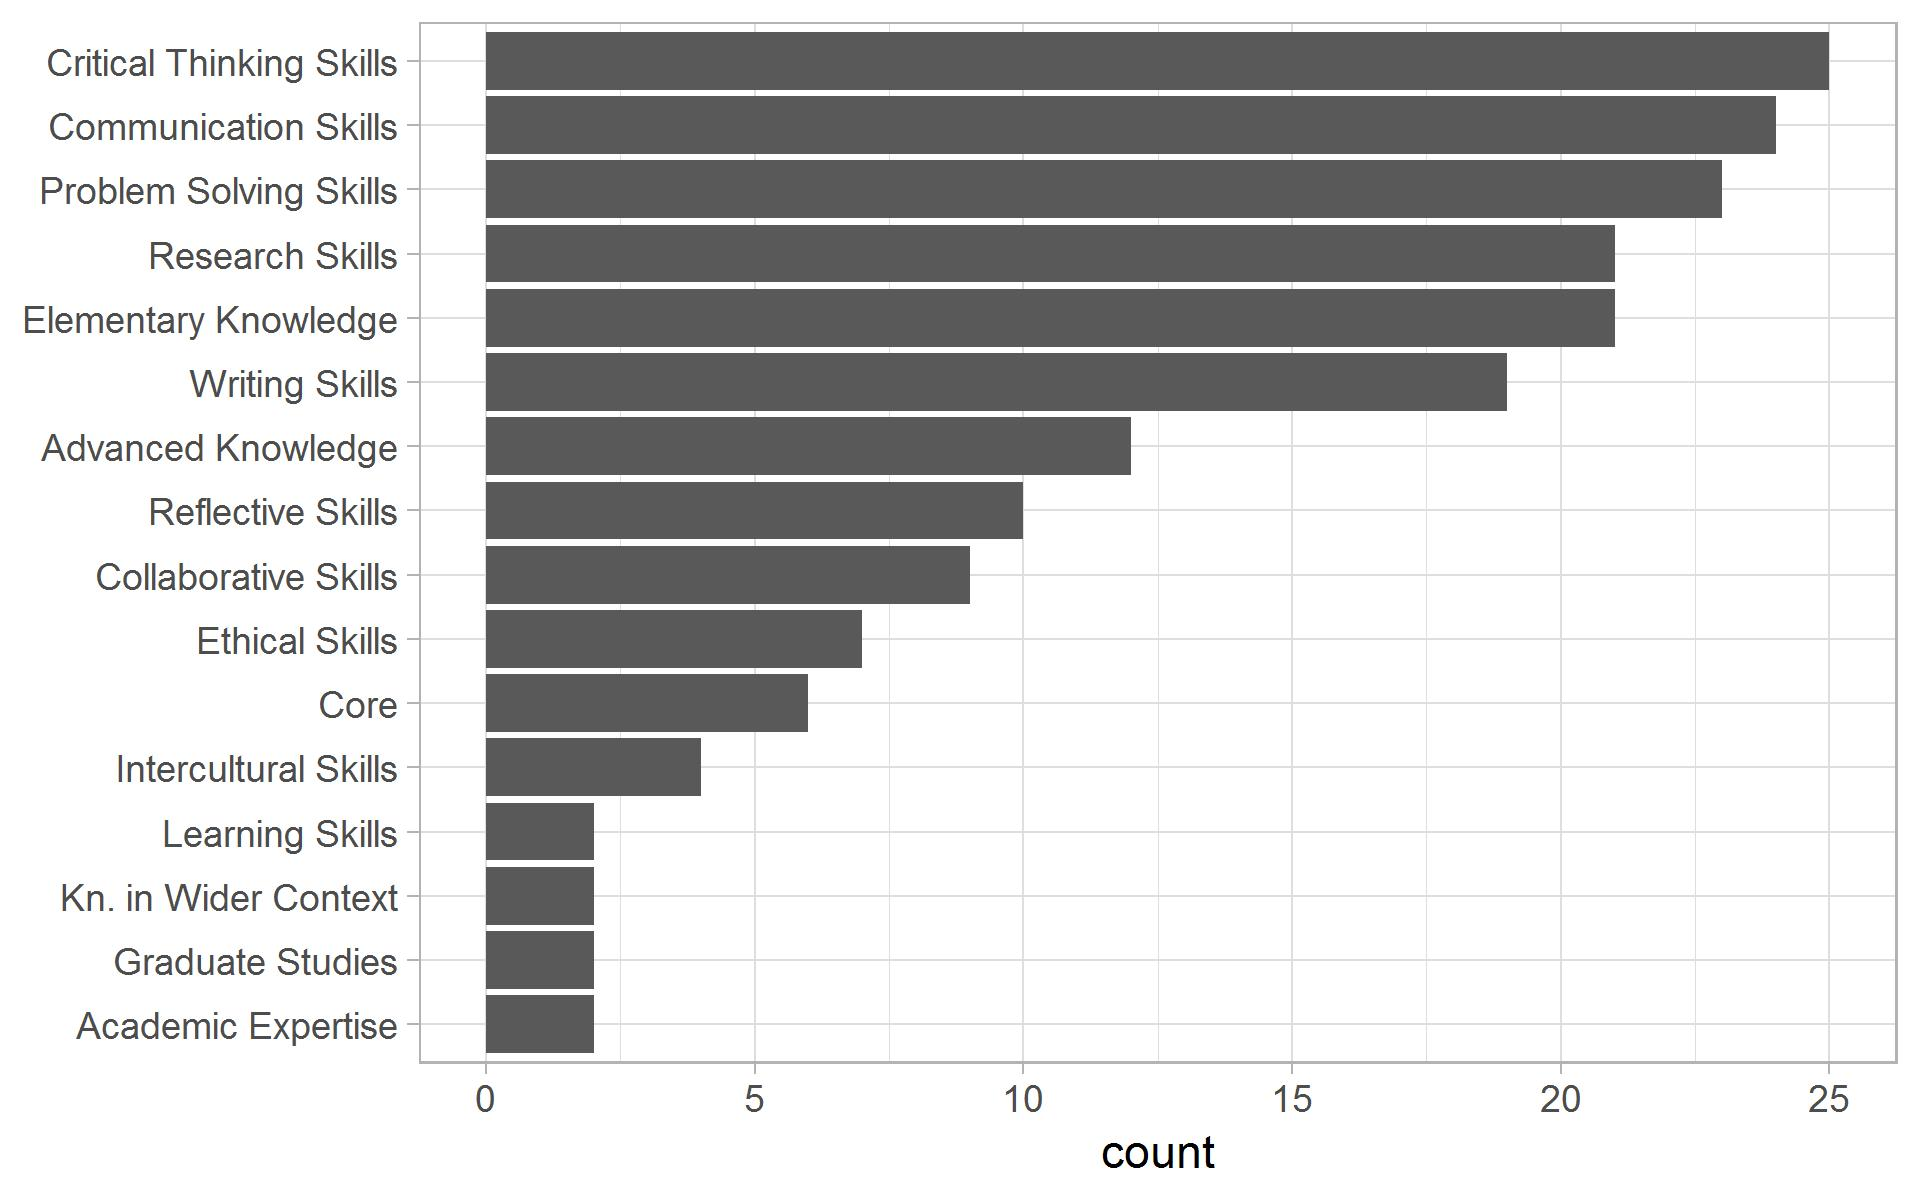 Critical Thinking Skills
Communication Skills
Problem Solving Skills
Research Skills
Elementary Knowledge
Writing Skills
Advanced Knowledge
Reflective Skills
Collaborative Skills
Ethical Skills
Core
Intercultural Skills
Learning Skills
Kn. in Wider Context
Graduate Studies
Academic Expertise
0 5 10 15 20 25
count